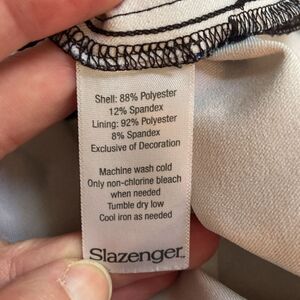 Shell: 88% Polyester
12% Spandex
Lining: 92% Polyester
8% Spandex
Exclusive of Decoration
Machine wash cold
Only non-chlorine bleach
when needed
Tumble dry low
Cool iron as needed
Slazenger